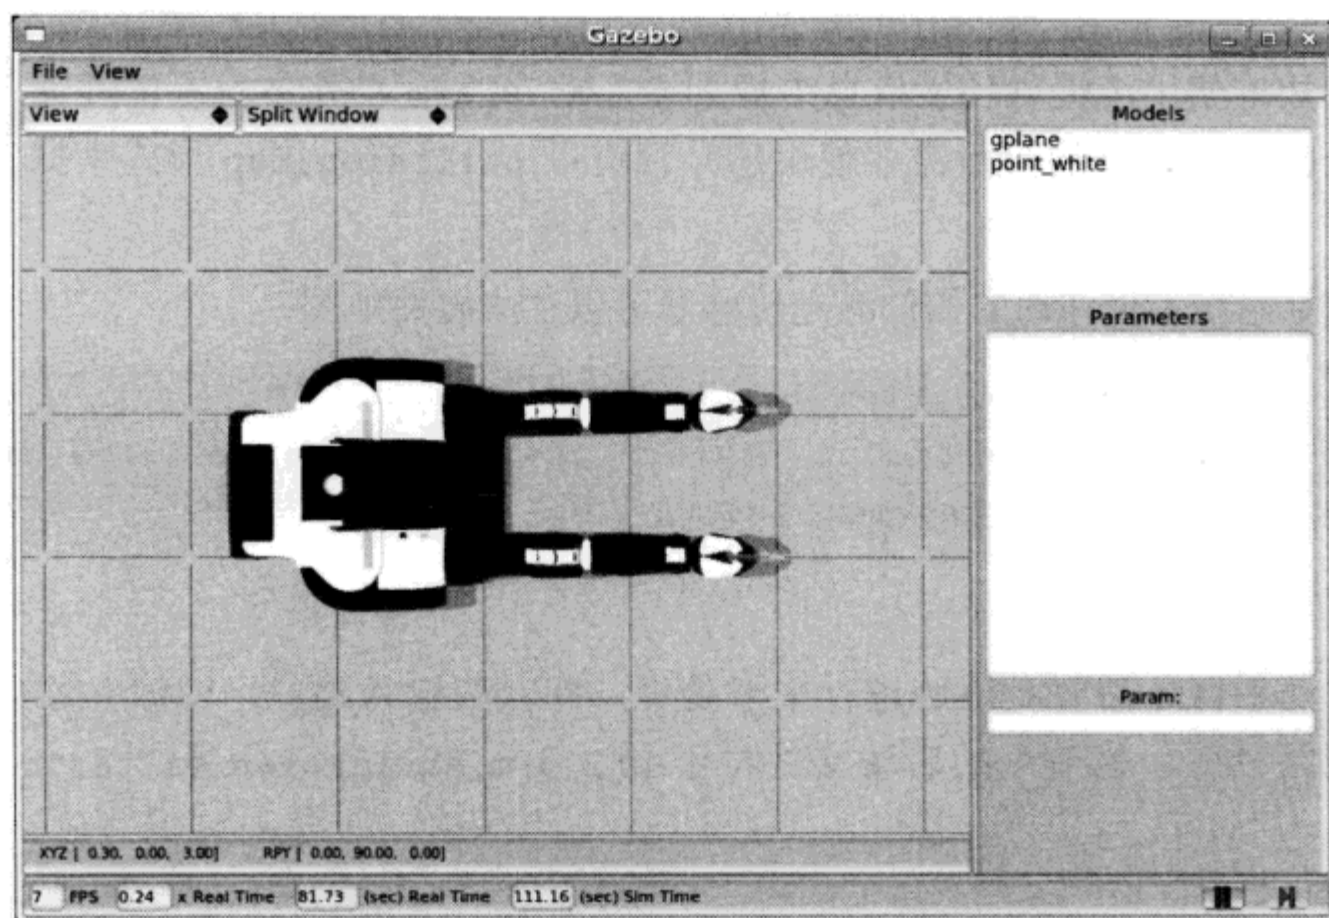 Gazebo
File View
View Split Window
Models
gplane
point_white
Parameters
Param:
XYZ [ 0.30, 0.00, 3.00] RPY [ 0.00, 90.00, 0.00]
7 FPS 0.24 x Real Time 81.73 (sec) Real Time 111.16 (sec) Sim Time